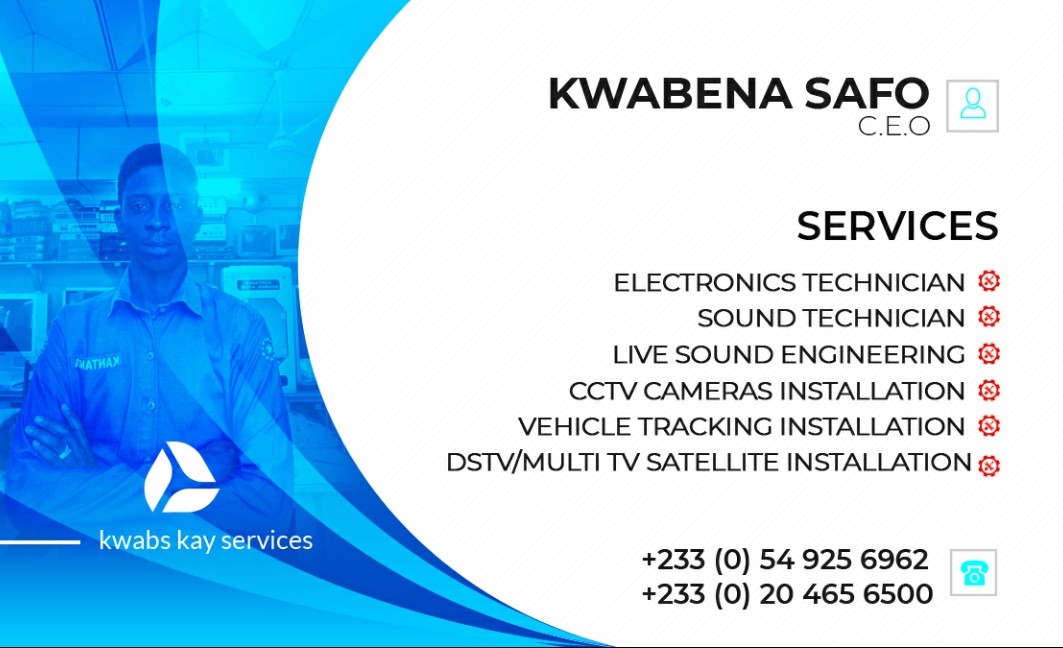 KWABENA SAFO
C.E.O
SERVICES
ELECTRONICS TECHNICIAN
SOUND TECHNICIAN
LIVE SOUND ENGINEERING
CCTV CAMERAS INSTALLATION
VEHICLE TRACKING INSTALLATION
DSTV/MULTI TV SATELLITE INSTALLATION
+233 (0) 54 925 6962
+233 (0) 20 465 6500
kwabs kay services